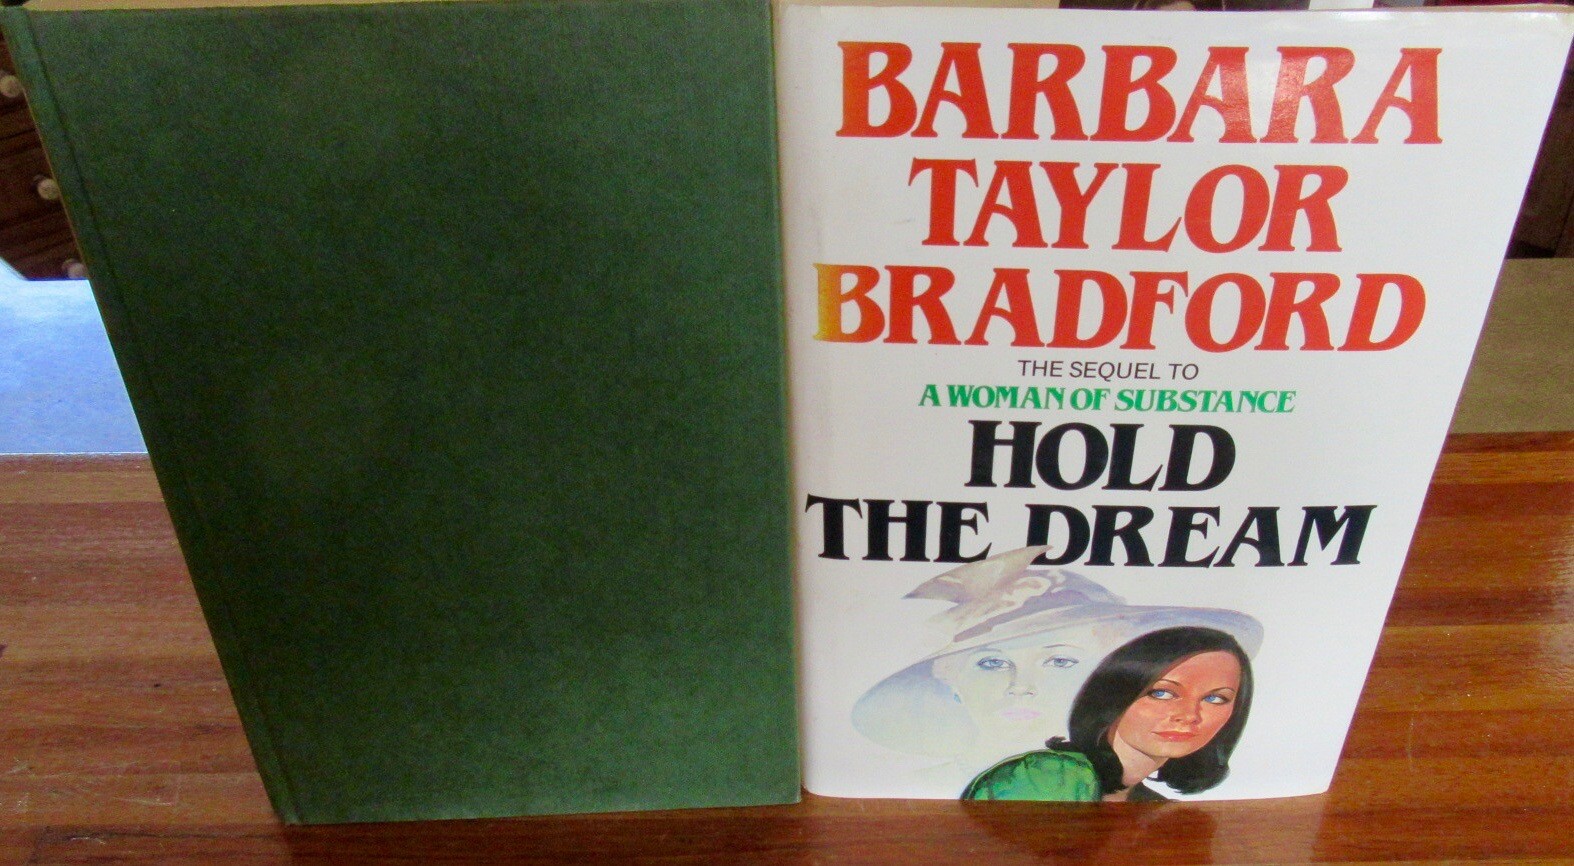 BARBARA
TAYLOR
BRADFORD
THE SEQUEL TO
A WOMAN OF SUBSTANCE
HOLD
THE DREAM